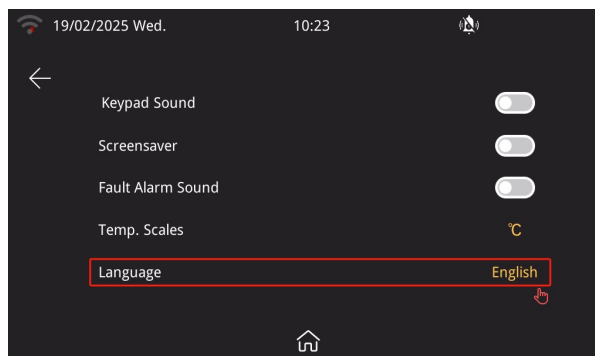 19/02/2025 Wed. 10:23
Keypad Sound
Screensaver
Fault Alarm Sound
Temp. Scales ℃
Language English